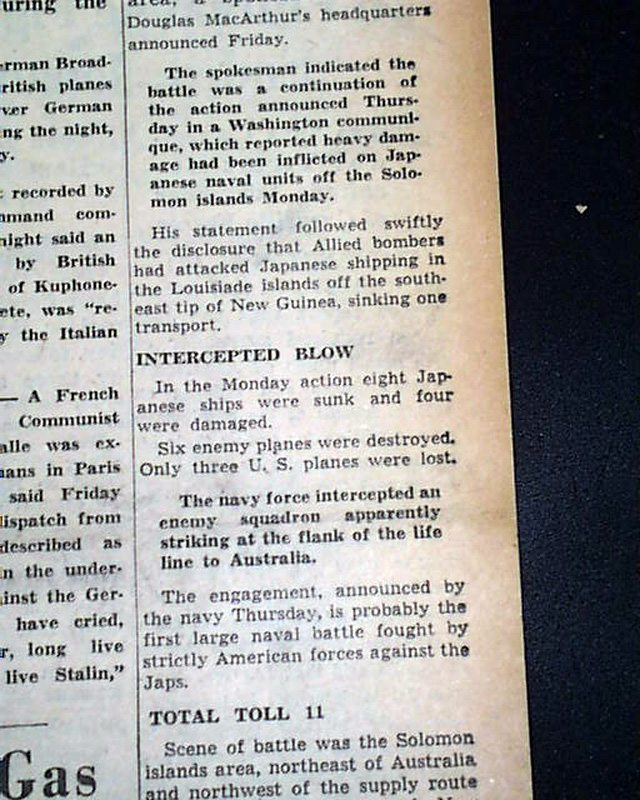 uring the
rman Broad-
ritish planes
ver German
ng the night,
y.
recorded by
mmand com-
night said an
by British
of Kuphone-
ete, was "re-
y the Italian
— A French
Communist
alle was ex-
mans in Paris
said Friday
dispatch from
described as
n the under-
inst the Ger-
have cried,
r, long live
live Stalin,"
Gas
Douglas MacArthur's headquarters
announced Friday.
The spokesman indicated the
battle was a continuation of
the action announced Thurs-
day in a Washington communi-
que, which reported heavy dam-
age had been inflicted on Jap-
anese naval units off the Solo-
mon islands Monday.
His statement followed swiftly
the disclosure that Allied bombers
had attacked Japanese shipping in
the Louisiade islands off the south-
east tip of New Guinea, sinking one
transport.
INTERCEPTED BLOW
In the Monday action eight Jap-
anese ships were sunk and four
were damaged.
Six enemy planes were destroyed.
Only three U. S. planes were lost.
The navy force intercepted an
enemy squadron apparently
striking at the flank of the life
line to Australia.
The engagement, announced by
the navy Thursday, is probably the
first large naval battle fought by
strictly American forces against the
Japs.
TOTAL TOLL 11
Scene of battle was the Solomon
islands area, northeast of Australia
and northwest of the supply route